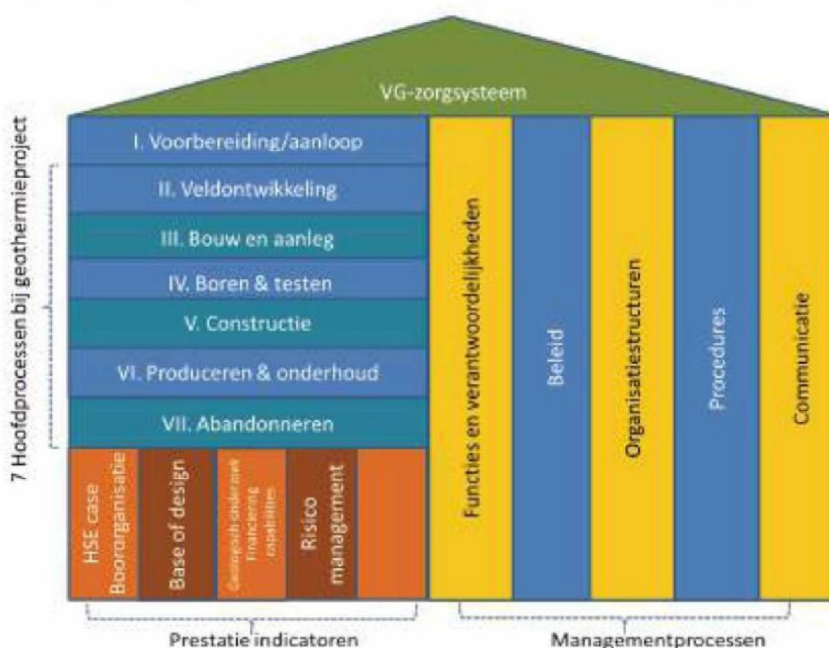 VG-zorgsysteem
7 Hoofdprocessen bij geothermieproject
I. Voorbereiding/aanloop
II. Veldontwikkeling
III. Bouw en aanleg
IV. Boren & testen
V. Constructie
VI. Produceren & onderhoud
VII. Abandonneren
HSE case
Boororganisatie
Base of design
Geologisch onderzoek
Financiering
capabilities
Risico
management
Functies en verantwoordelijkheden
Beleid
Organisatiestructuren
Procedures
Communicatie
Prestatie indicatoren
Managementprocessen